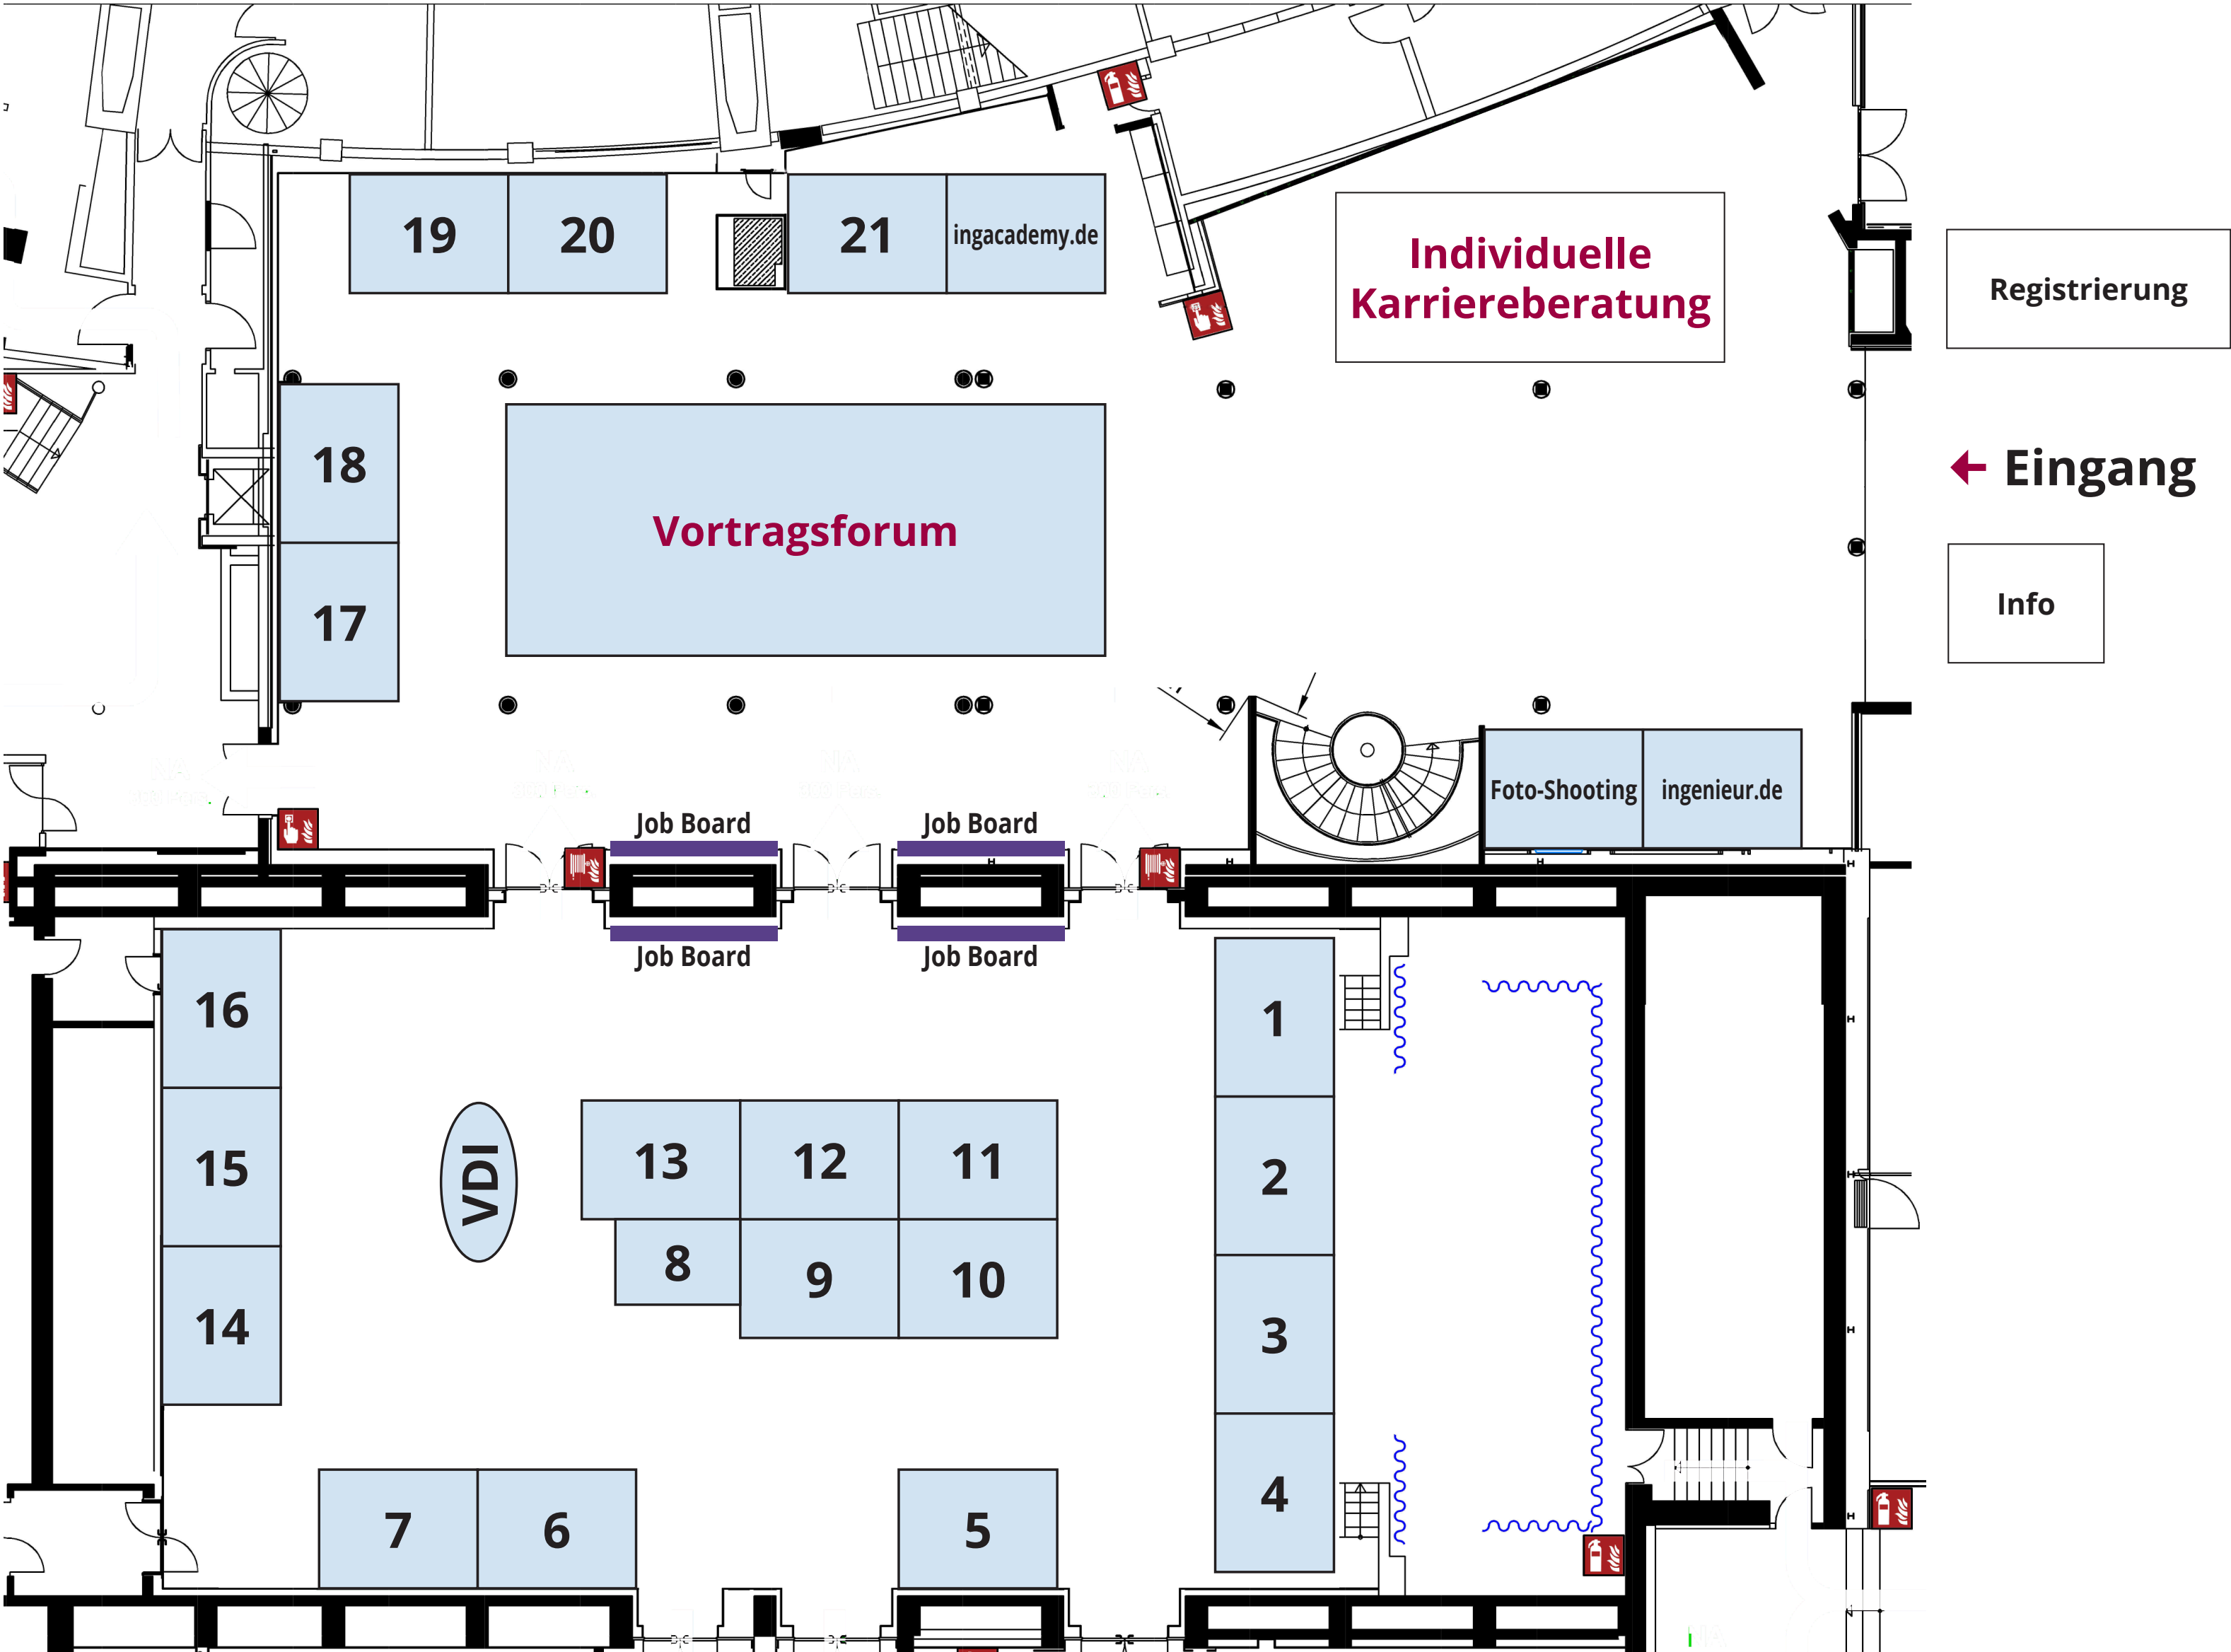 19
20
21
ingacademy.de
Individuelle
Karriereberatung
Registrierung
18
Vortragsforum
Eingang
17
Info
Foto-Shooting
ingenieur.de
Job Board
Job Board
Job Board
Job Board
16
1
15
VDI
13
12
11
2
8
9
10
14
3
7
6
5
4